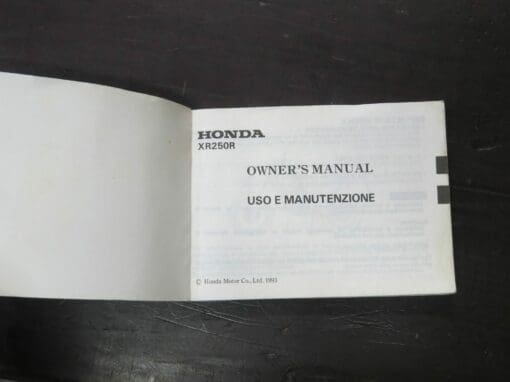 HONDA
XR250R
OWNER'S MANUAL
USO E MANUTENZIONE
© Honda Motor Co., Ltd. 1993